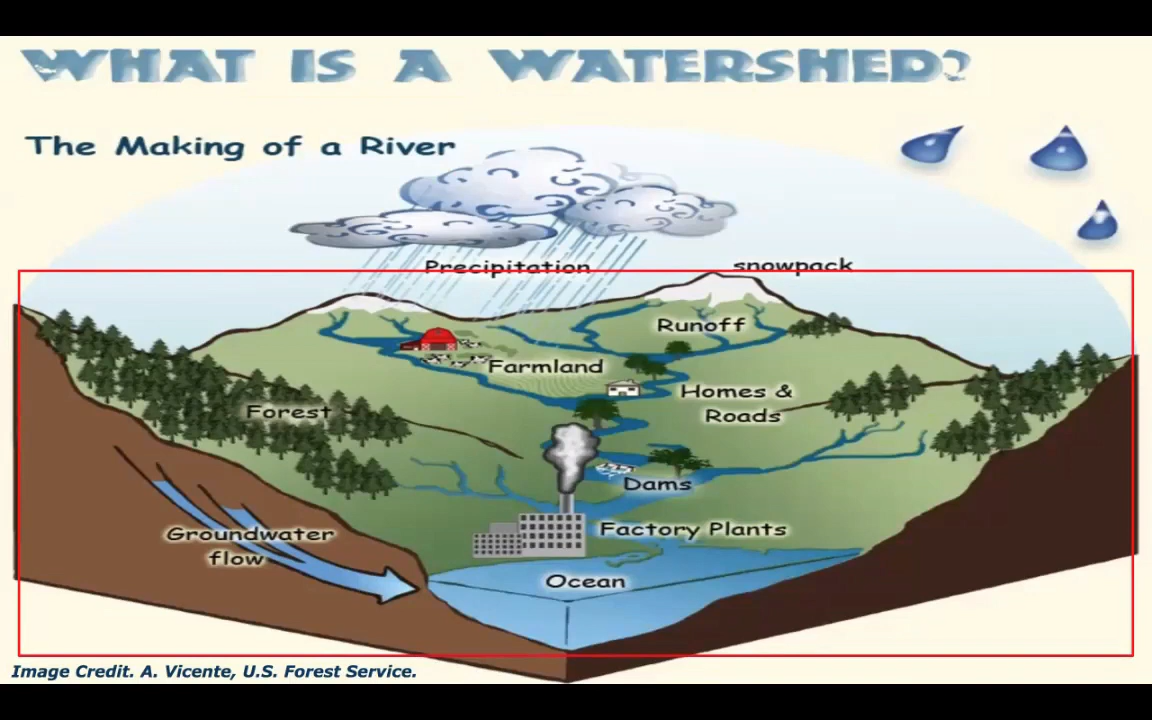 WHAT IS A WATERSHED?
The Making of a River
Precipitation
snowpack
Runoff
Farmland
Homes &
Roads
Forest
Dams
Groundwater
flow
Factory Plants
Ocean
Image Credit. A. Vicente, U.S. Forest Service.